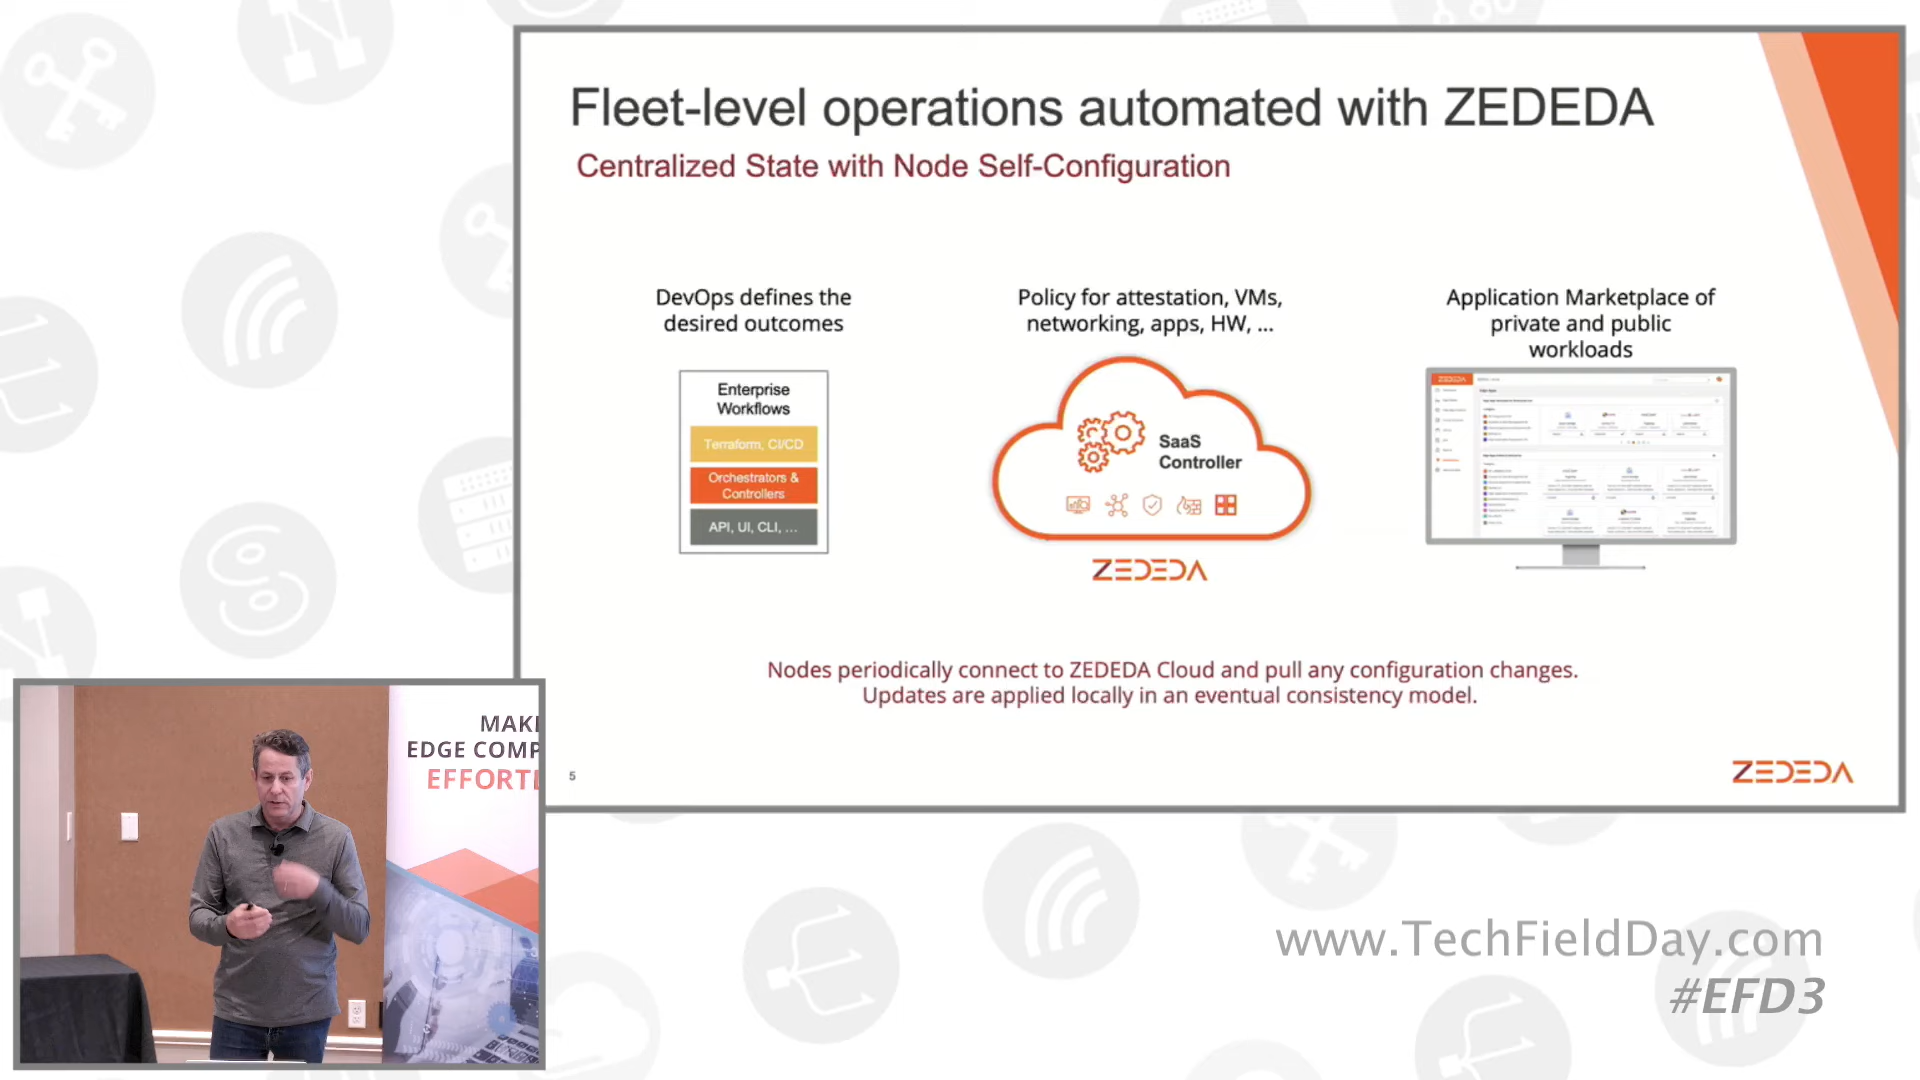 Fleet-level operations automated with ZEDEDA
Centralized State with Node Self-Configuration
DevOps defines the
desired outcomes
Enterprise
Workflows
Terraform, CI/CD
Orchestrators &
Controllers
API, UI, CLI, ...
Policy for attestation, VMs,
networking, apps, HW, ...
SaaS
Controller
ZEDEDA
Application Marketplace of
private and public
workloads
ZEDEDA
Nodes periodically connect to ZEDEDA Cloud and pull any configuration changes.
Updates are applied locally in an eventual consistency model.
5
ZEDEDA
MAKI
EDGE COMP
EFFORTL
www.TechFieldDay.com
#EFD3